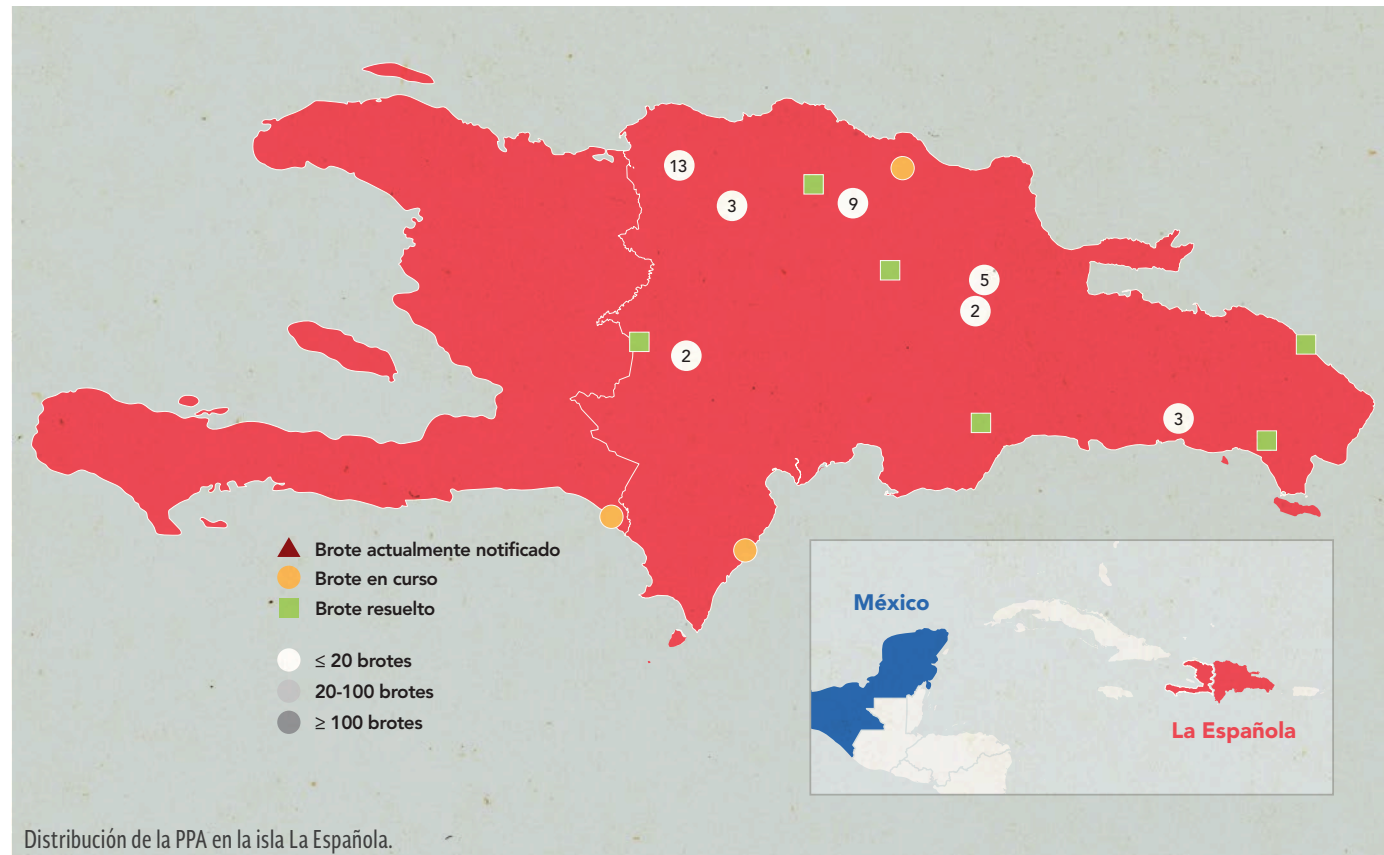 13
3
9
5
2
2
3
Brote actualmente notificado
Brote en curso
Brote resuelto
≤ 20 brotes
20-100 brotes
≥ 100 brotes
México
La Española
Distribución de la PPA en la isla La Española.